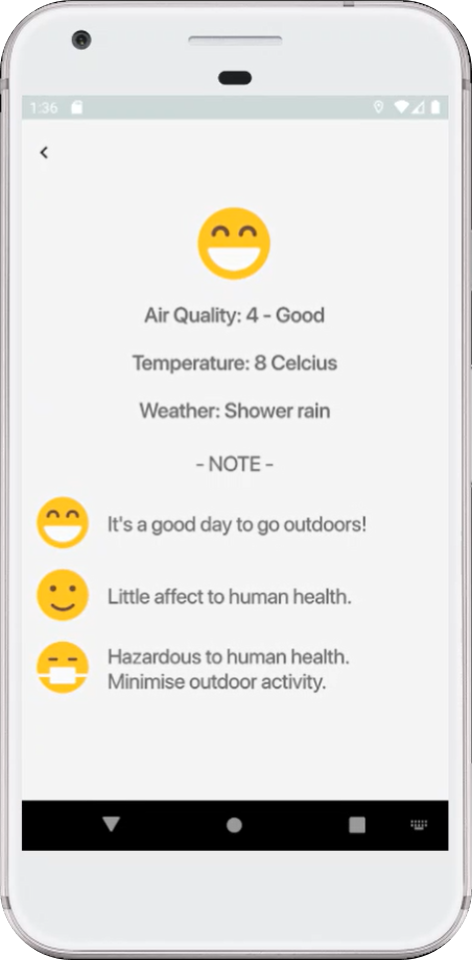 1:36
Air Quality: 4 - Good
Temperature: 8 Celcius
Weather: Shower rain
- NOTE -
It's a good day to go outdoors!
Little affect to human health.
Hazardous to human health.
Minimise outdoor activity.